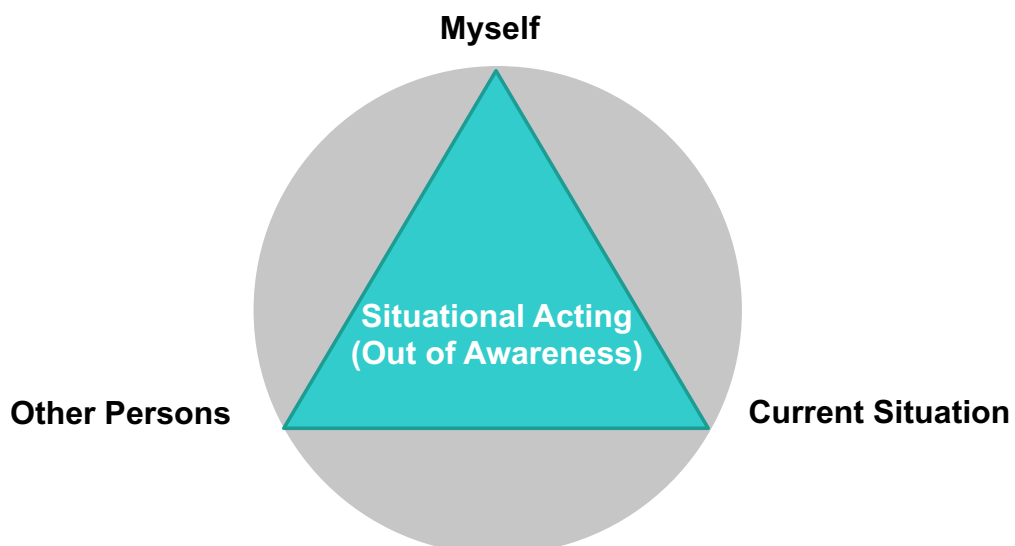 Myself
Situational Acting
(Out of Awareness)
Other Persons
Current Situation